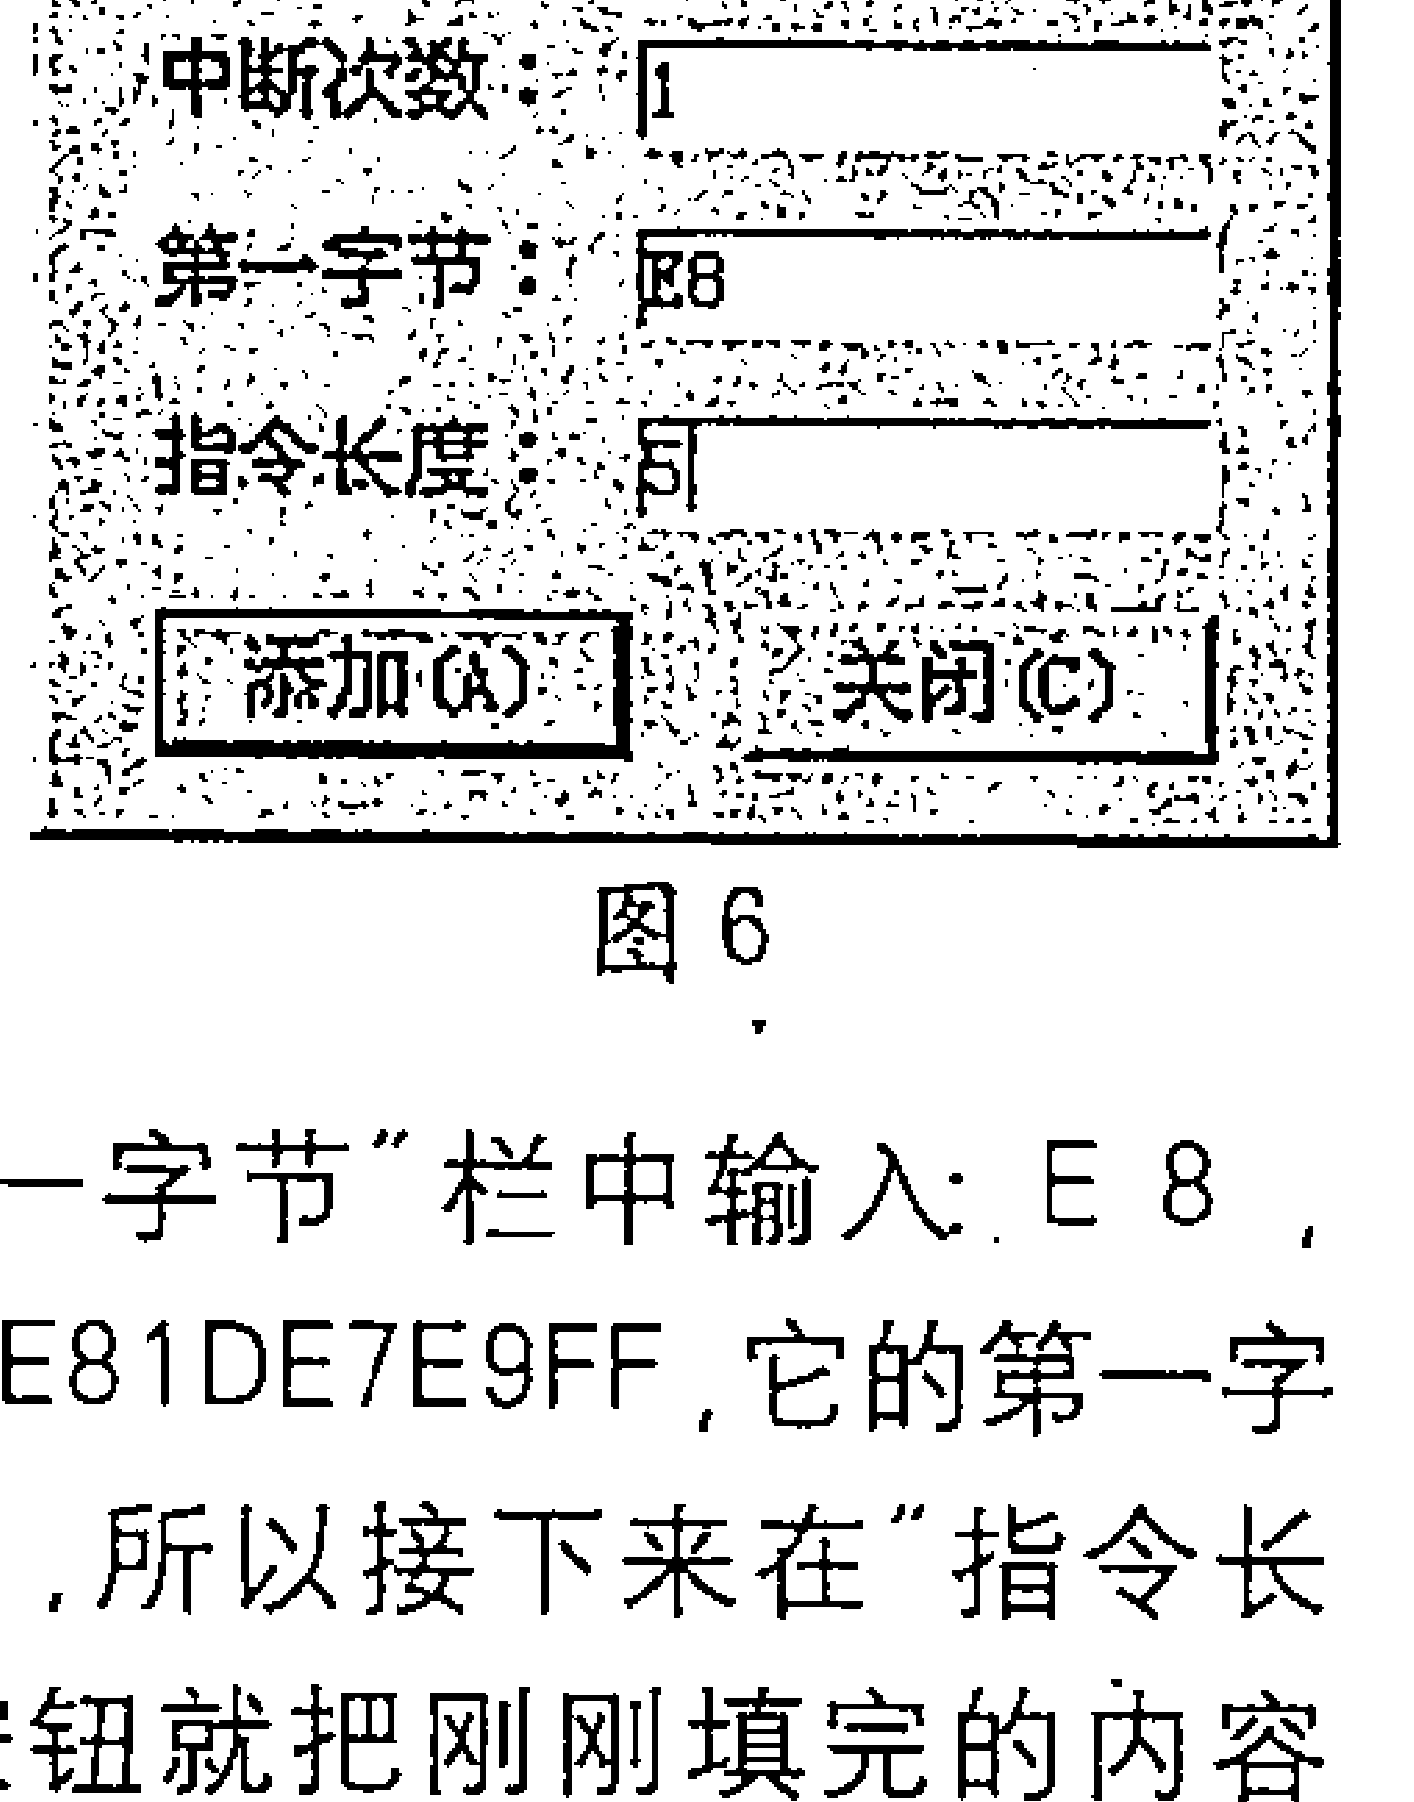 中断次数: 1
第一字节: E8
指令长度: 5
添加(A) 关闭(C)
图 6
一字节”栏中输入: E8,
E81DE7E9FF,它的第一字
,所以接下来在“指令长
钮就把刚刚填完的内容